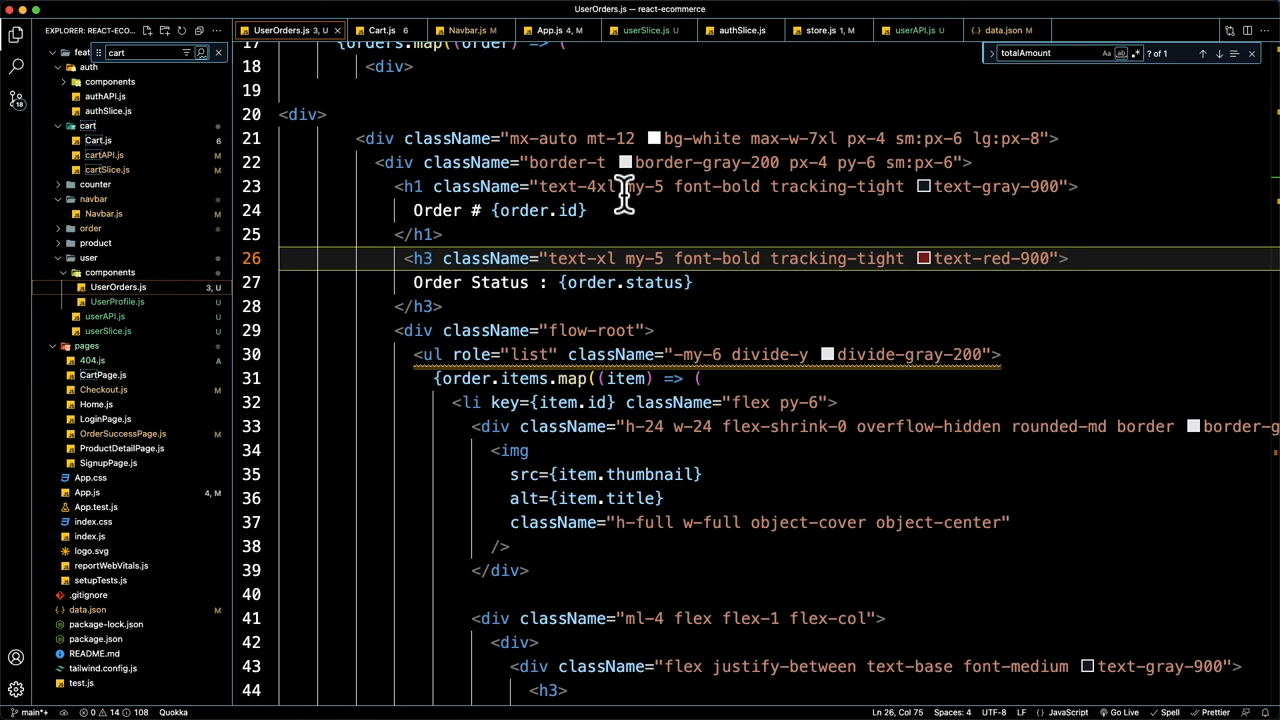 UserOrders.js — react-ecommerce
EXPLORER: REACT-ECO...
UserOrders.js 3, U
Cart.js 6
Navbar.js M
App.js 4, M
userSlice.js U
authSlice.js
store.js 1, M
userAPI.js U
data.json M
cart
totalAmount
Aa ab .*
? of 1
feat
auth
components
authAPI.js
authSlice.js
cart
Cart.js 6
cartAPI.js M
cartSlice.js M
counter
navbar
Navbar.js M
order
product
user
components
UserOrders.js 3, U
UserProfile.js U
userAPI.js U
userSlice.js U
pages
404.js A
CartPage.js
Checkout.js M
Home.js
LoginPage.js
OrderSuccessPage.js M
ProductDetailPage.js
SignupPage.js
App.css
App.js 4, M
App.test.js
index.css
index.js
logo.svg
reportWebVitals.js
setupTests.js
.gitignore
data.json M
package-lock.json
package.json
README.md
tailwind.config.js
test.js
17 {orders.map((order) => (
18 <div>
19
20 <div>
21 <div className="mx-auto mt-12 bg-white max-w-7xl px-4 sm:px-6 lg:px-8">
22 <div className="border-t border-gray-200 px-4 py-6 sm:px-6">
23 <h1 className="text-4xl my-5 font-bold tracking-tight text-gray-900">
24 Order # {order.id}
25 </h1>
26 <h3 className="text-xl my-5 font-bold tracking-tight text-red-900">
27 Order Status : {order.status}
28 </h3>
29 <div className="flow-root">
30 <ul role="list" className="-my-6 divide-y divide-gray-200">
31 {order.items.map((item) => (
32 <li key={item.id} className="flex py-6">
33 <div className="h-24 w-24 flex-shrink-0 overflow-hidden rounded-md border border-g
34 <img
35 src={item.thumbnail}
36 alt={item.title}
37 className="h-full w-full object-cover object-center"
38 />
39 </div>
40
41 <div className="ml-4 flex flex-1 flex-col">
42 <div>
43 <div className="flex justify-between text-base font-medium text-gray-900">
44 <h3>
18
main*+
0 14 108 Quokka
Ln 26, Col 75 Spaces: 4 UTF-8 LF {} JavaScript Go Live Spell Prettier